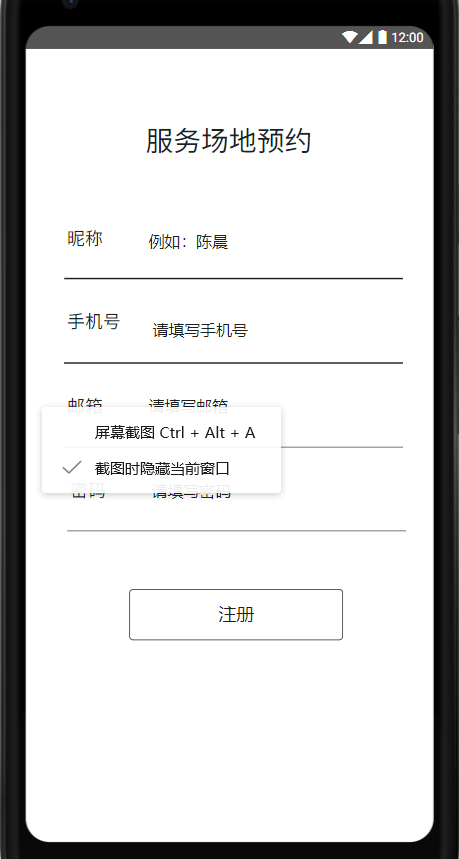 12:00
服务场地预约
昵称 例如：陈晨
手机号 请填写手机号
邮箱 请填写邮箱
屏幕截图 Ctrl + Alt + A
截图时隐藏当前窗口
密码 请填写密码
注册